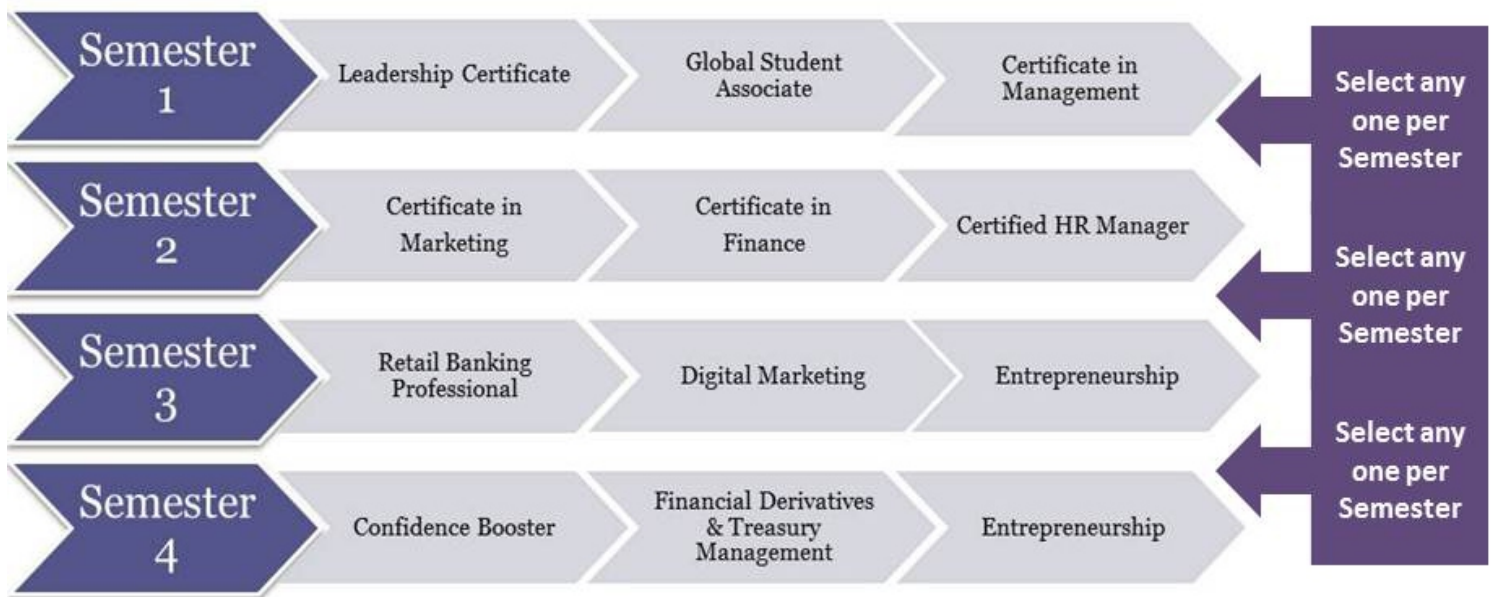 Semester
1
Leadership Certificate
Global Student
Associate
Certificate in
Management
Semester
2
Certificate in
Marketing
Certificate in
Finance
Certified HR Manager
Semester
3
Retail Banking
Professional
Digital Marketing
Entrepreneurship
Semester
4
Confidence Booster
Financial Derivatives
& Treasury
Management
Entrepreneurship
Select any
one per
Semester
Select any
one per
Semester
Select any
one per
Semester